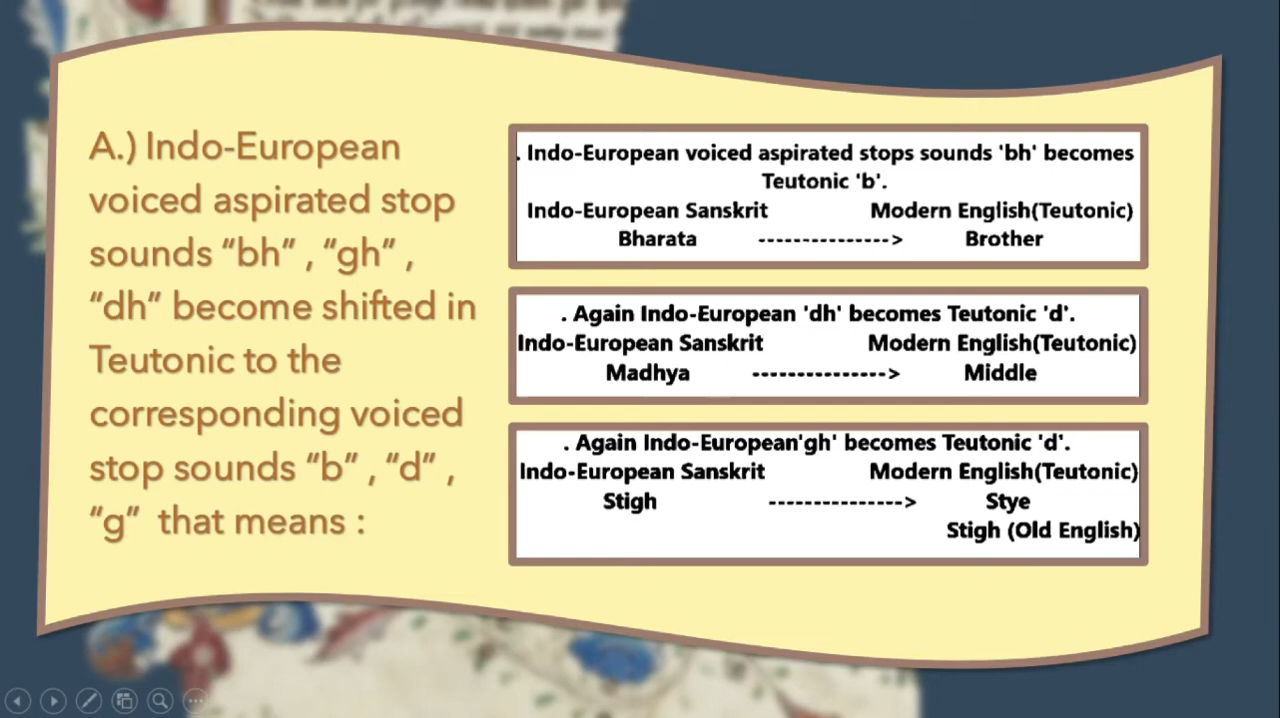 A.) Indo-European
voiced aspirated stop
sounds “bh” , “gh” ,
“dh” become shifted in
Teutonic to the
corresponding voiced
stop sounds “b” , “d” ,
“g” that means :
. Indo-European voiced aspirated stops sounds 'bh' becomes
Teutonic 'b'.
Indo-European Sanskrit Modern English(Teutonic)
Bharata ---------------> Brother
. Again Indo-European 'dh' becomes Teutonic 'd'.
Indo-European Sanskrit Modern English(Teutonic)
Madhya ---------------> Middle
. Again Indo-European'gh' becomes Teutonic 'd'.
Indo-European Sanskrit Modern English(Teutonic)
Stigh ---------------> Stye
Stigh (Old English)